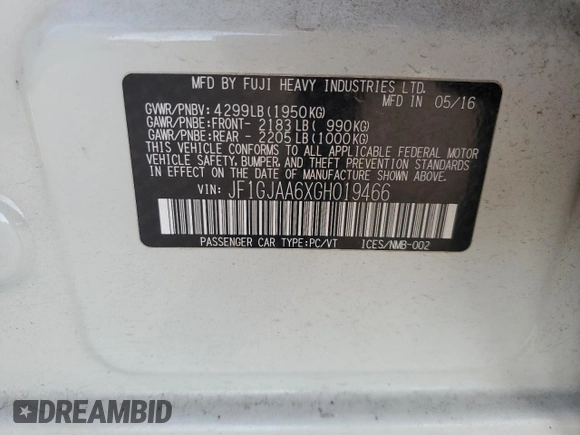 MFD BY FUJI HEAVY INDUSTRIES LTD.
MFD IN 05/16
GVWR/PNBV: 4299LB(1950KG)
GAWR/PNBE:FRONT- 2183LB( 990KG)
GAWR/PNBE:REAR - 2205LB(1000KG)
THIS VEHICLE CONFORMS TO ALL APPLICABLE FEDERAL MOTOR
VEHICLE SAFETY, BUMPER, AND THEFT PREVENTION STANDARDS
IN EFFECT ON THE DATE OF MANUFACTURE SHOWN ABOVE.
VIN: JF1GJAA6XGH019466
PASSENGER CAR TYPE:PC/VT ICES/NMB-002
DREAMBID